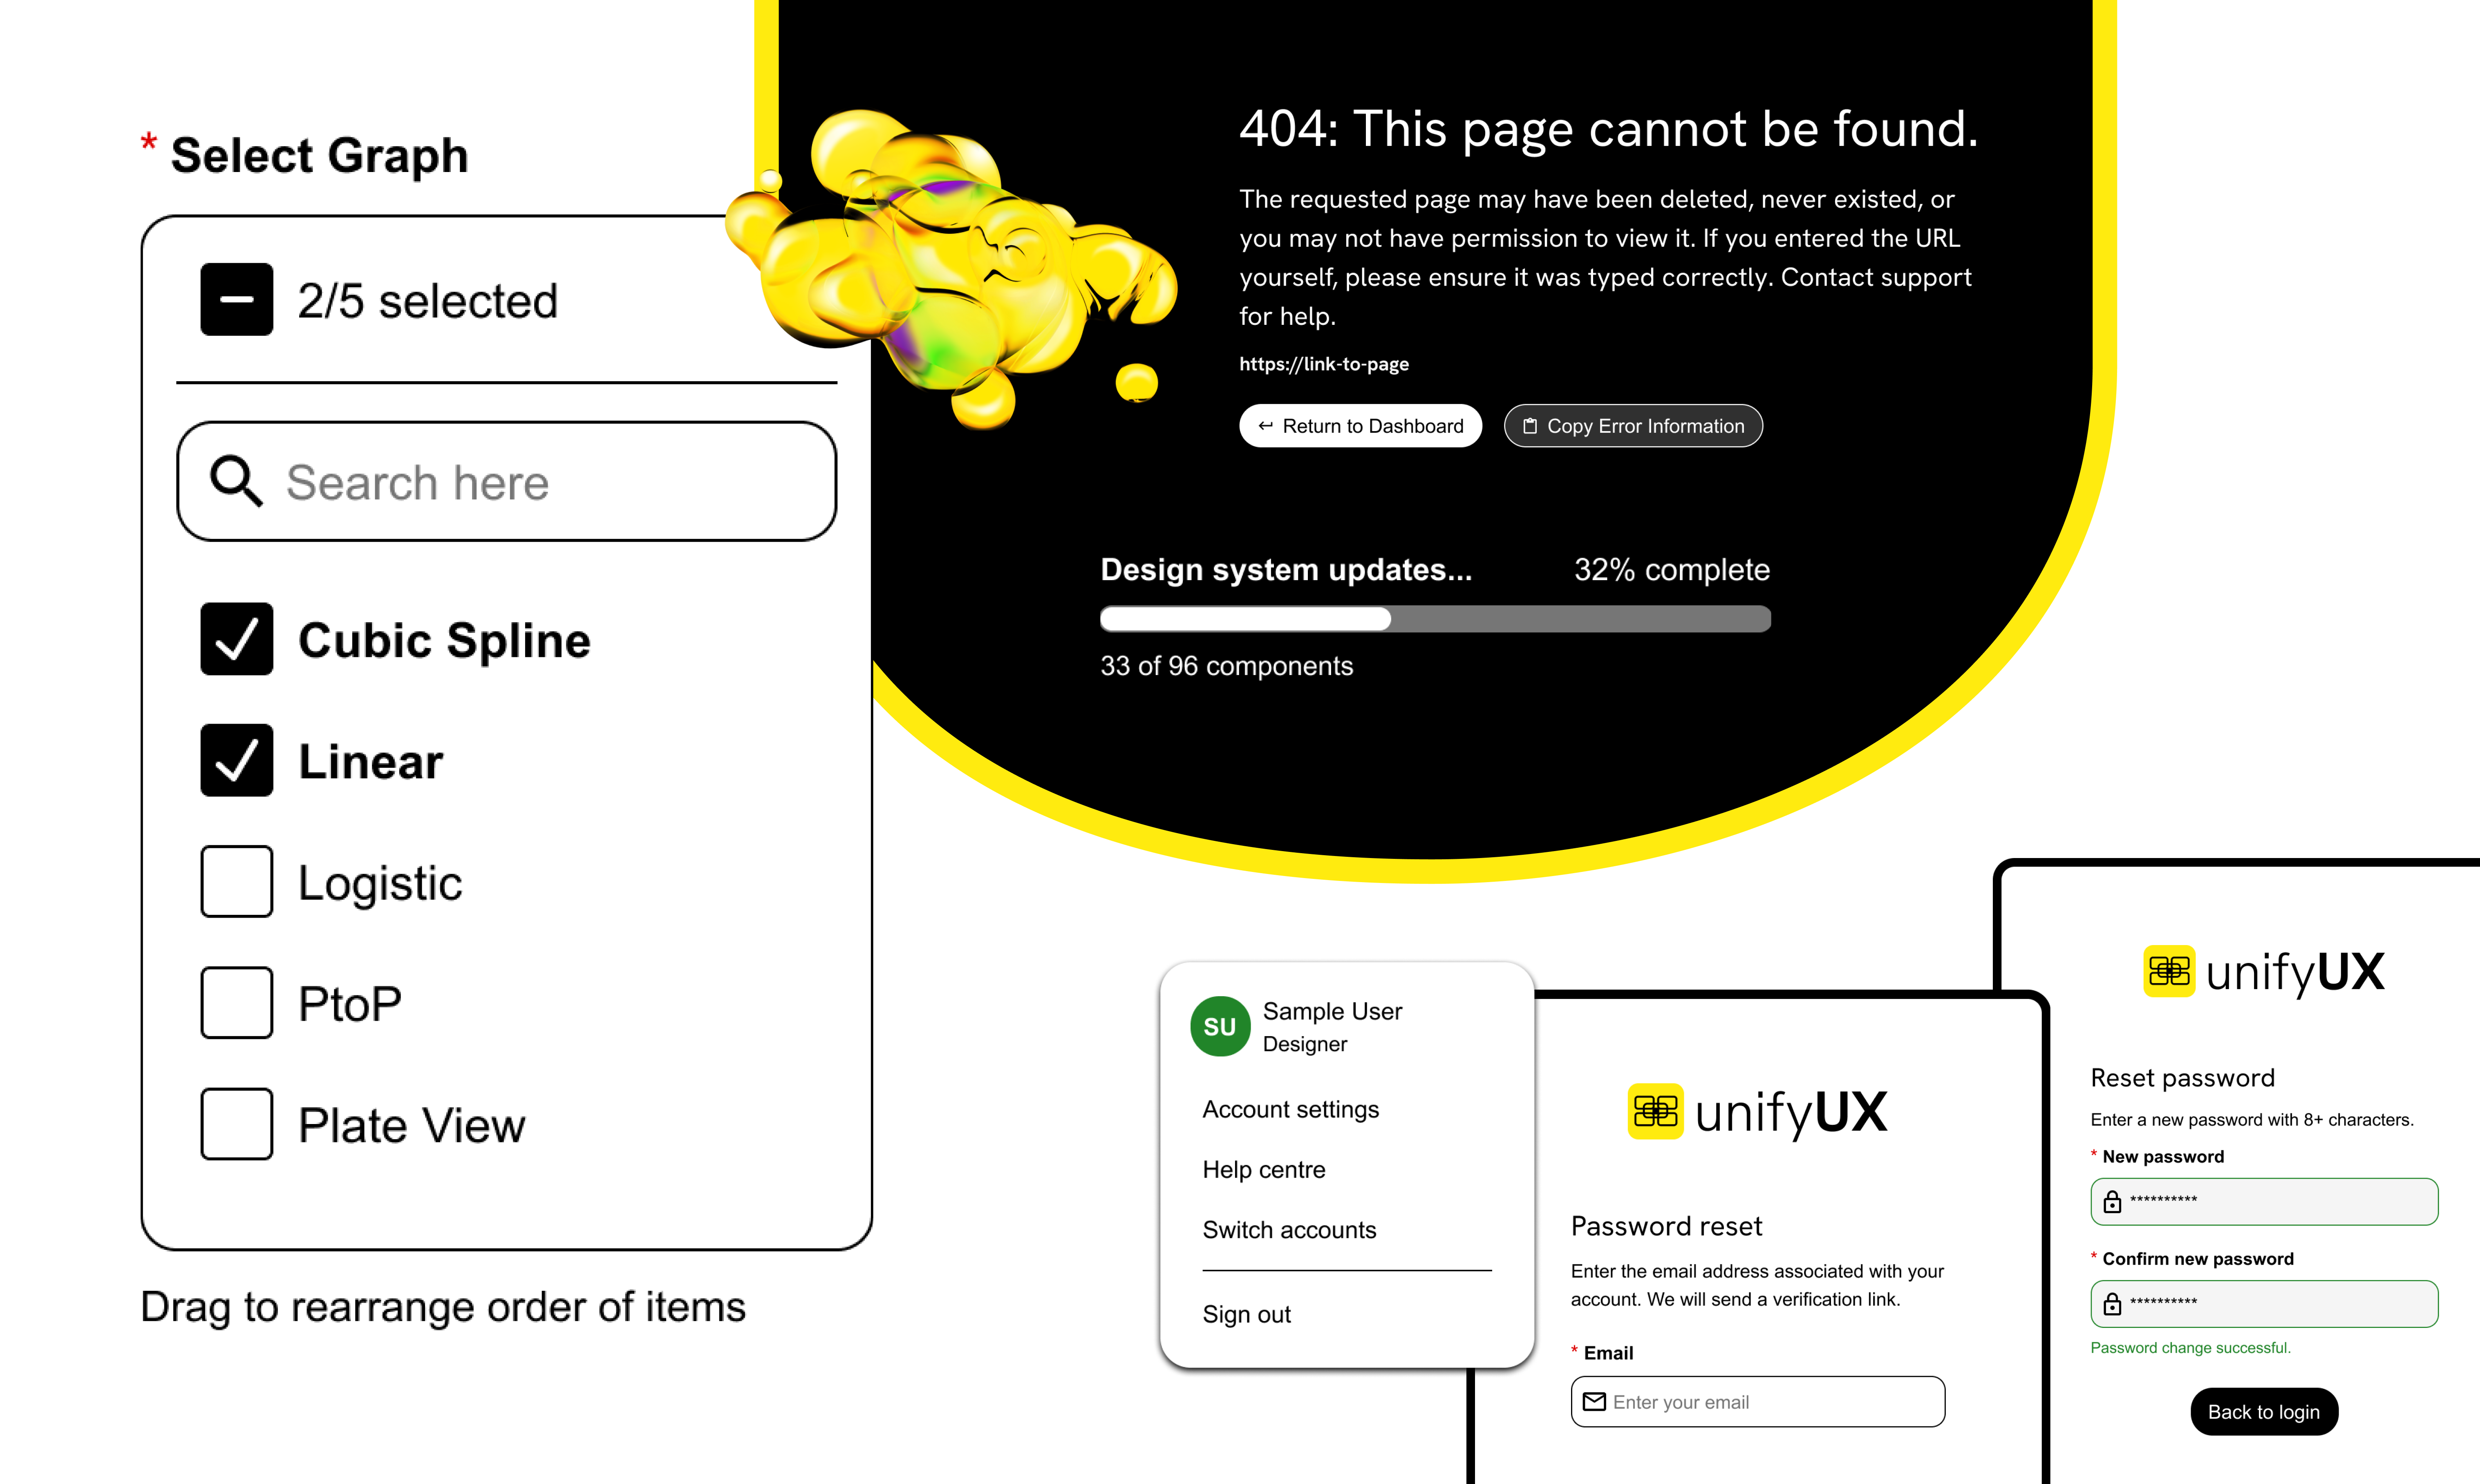 * Select Graph
2/5 selected
Search here
Cubic Spline
Linear
Logistic
PtoP
Plate View
Drag to rearrange order of items
404: This page cannot be found.
The requested page may have been deleted, never existed, or
you may not have permission to view it. If you entered the URL
yourself, please ensure it was typed correctly. Contact support
for help.
https://link-to-page
Return to Dashboard
Copy Error Information
Design system updates...
32% complete
33 of 96 components
SU
Sample User
Designer
Account settings
Help centre
Switch accounts
Sign out
unifyUX
Password reset
Enter the email address associated with your
account. We will send a verification link.
* Email
Enter your email
unifyUX
Reset password
Enter a new password with 8+ characters.
* New password
**********
* Confirm new password
**********
Password change successful.
Back to login